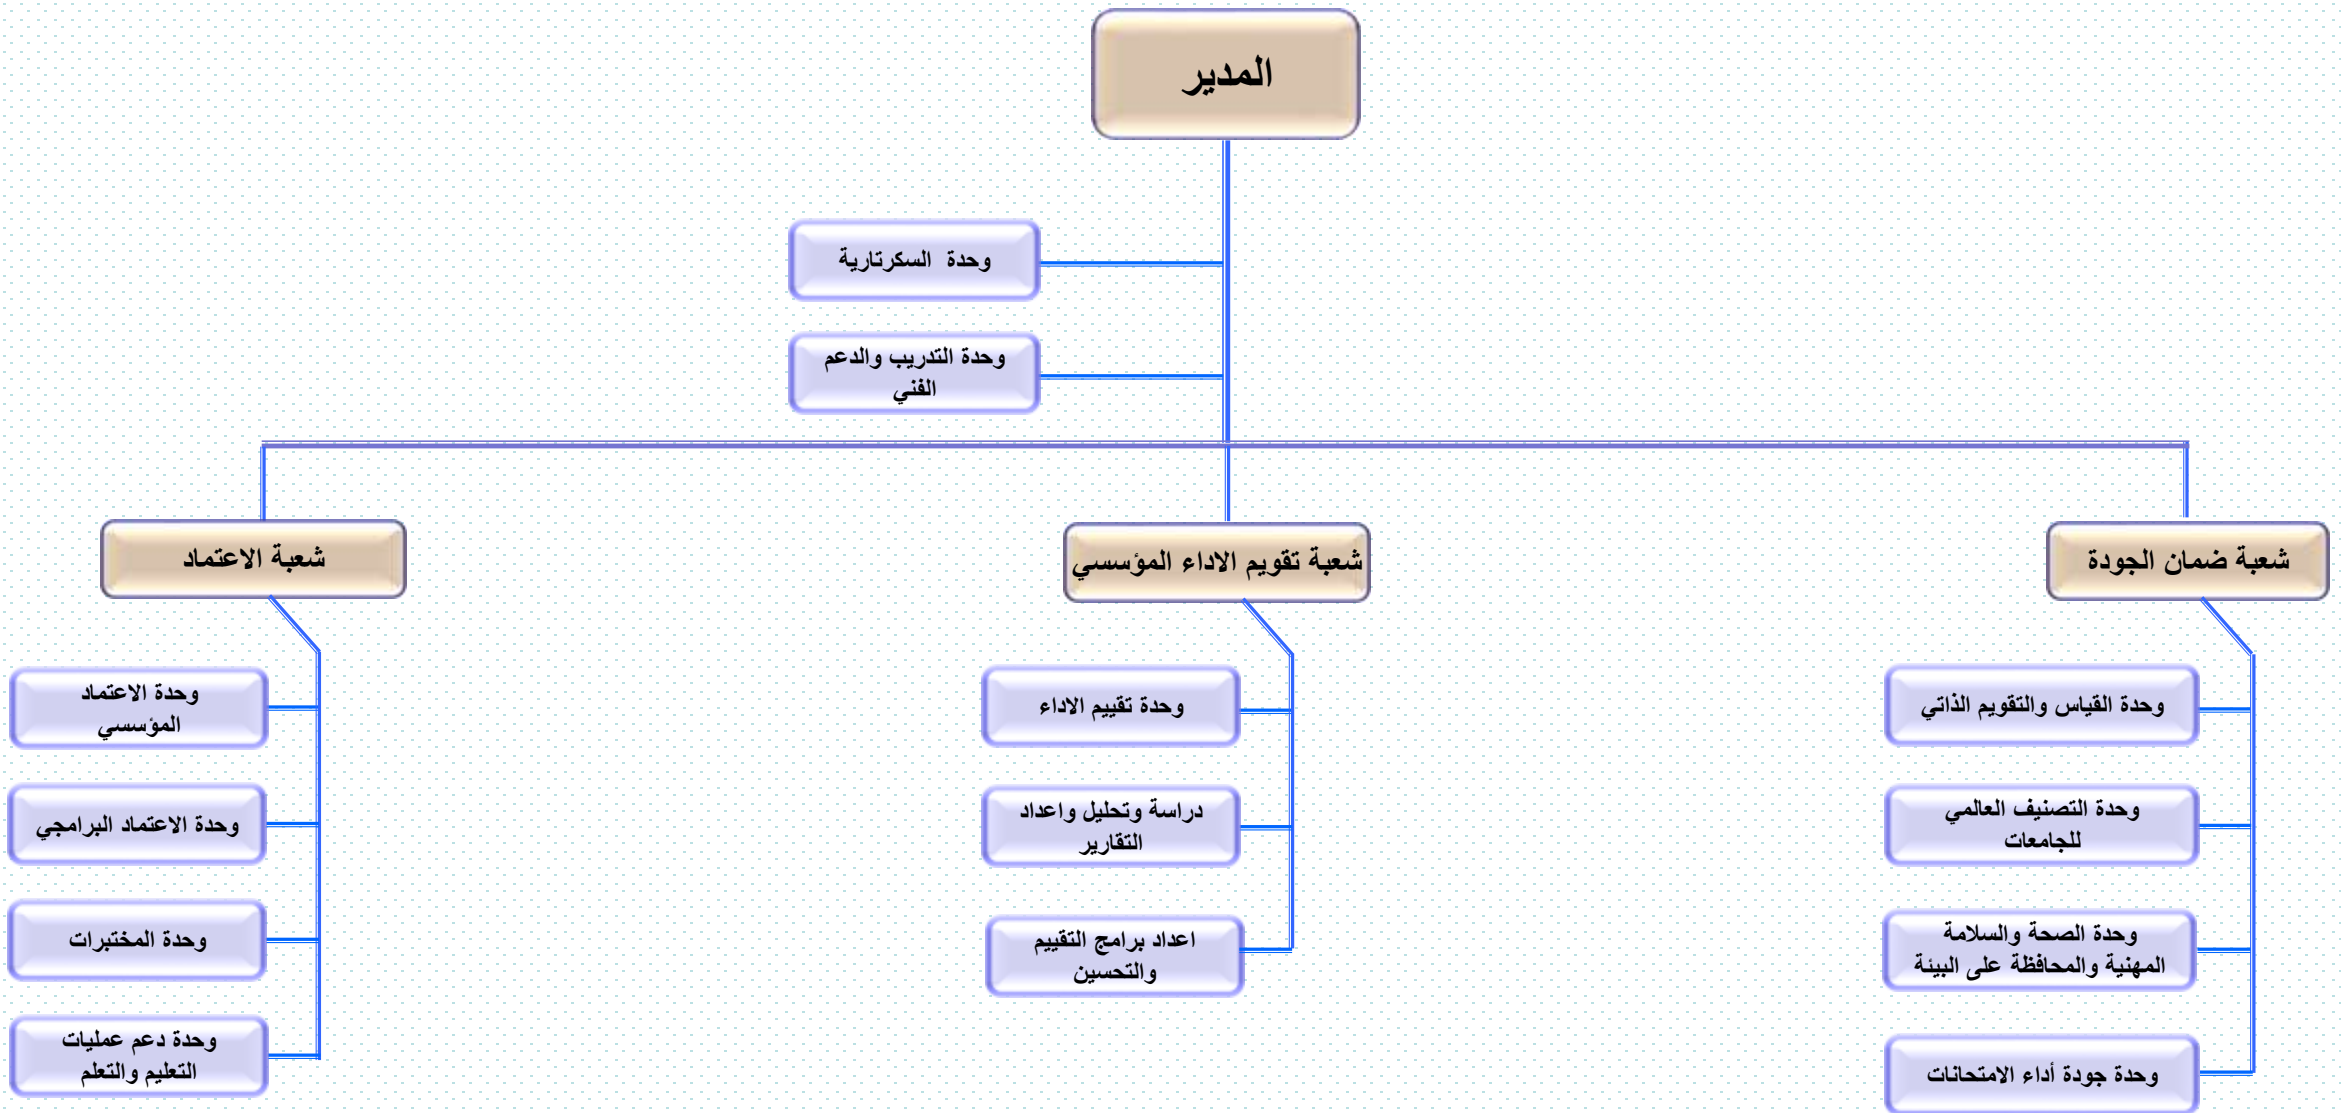 المدير
وحدة السكرتارية
وحدة التدريب والدعم
الفني
شعبة ضمان الجودة
شعبة تقويم الاداء المؤسسي
شعبة الاعتماد
وحدة القياس والتقويم الذاتي
وحدة التصنيف العالمي
للجامعات
وحدة الصحة والسلامة
المهنية والمحافظة على البيئة
وحدة جودة أداء الامتحانات
وحدة تقييم الاداء
دراسة وتحليل واعداد
التقارير
اعداد برامج التقييم
والتحسين
وحدة الاعتماد
المؤسسي
وحدة الاعتماد البرامجي
وحدة المختبرات
وحدة دعم عمليات
التعليم والتعلم